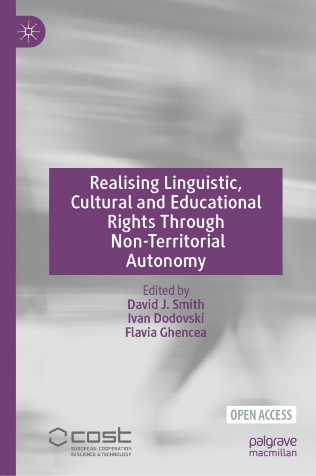 Realising Linguistic,
Cultural and Educational
Rights Through
Non-Territorial
Autonomy
Edited by
David J. Smith
Ivan Dodovski
Flavia Ghencea
OPEN ACCESS
cost
EUROPEAN COOPERATION
IN SCIENCE & TECHNOLOGY
palgrave
macmillan